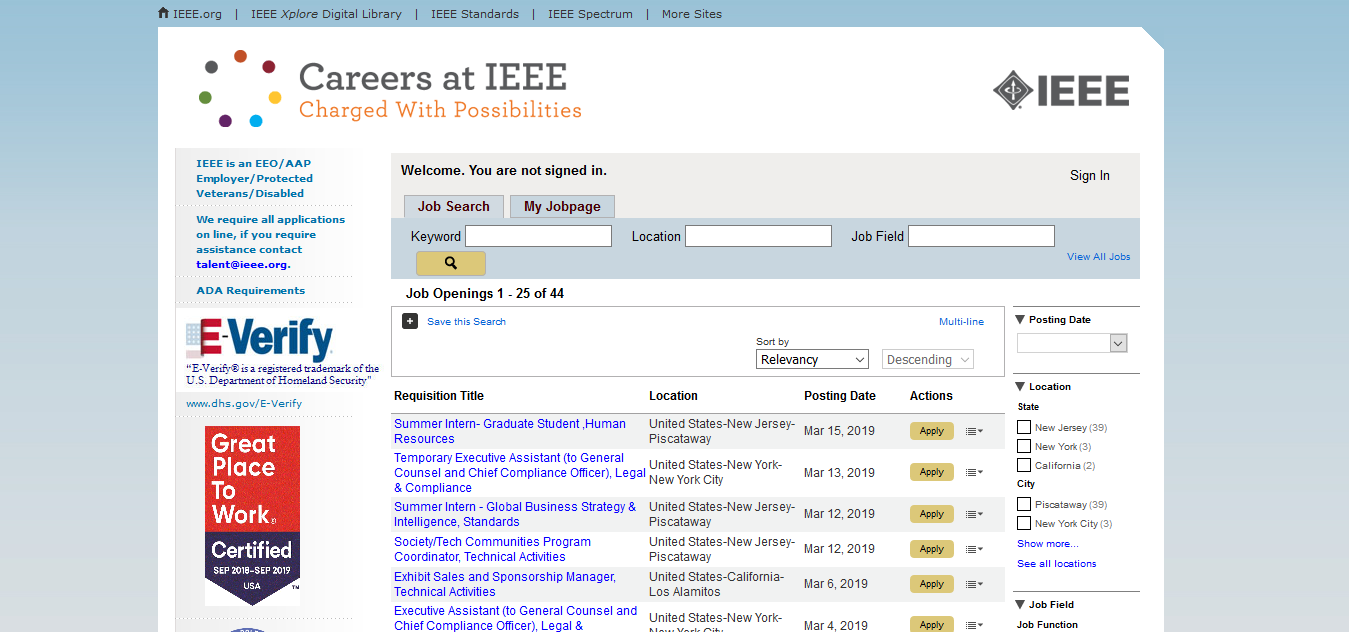 IEEE.org | IEEE Xplore Digital Library | IEEE Standards | IEEE Spectrum | More Sites
Careers at IEEE
Charged With Possibilities
IEEE
IEEE is an EEO/AAP
Employer/Protected
Veterans/Disabled
We require all applications
on line, if you require
assistance contact
talent@ieee.org.
ADA Requirements
E-Verify
“E-Verify® is a registered trademark of the
U.S. Department of Homeland Security”
www.dhs.gov/E-Verify
Great
Place
To
Work®
Certified
SEP 2018–SEP 2019
USA
TM
Welcome. You are not signed in.
Sign In
Job Search
My Jobpage
Keyword
Location
Job Field
View All Jobs
Job Openings 1 - 25 of 44
Save this Search
Multi-line
Sort by
Relevancy
Descending
Requisition Title Location Posting Date Actions
Summer Intern- Graduate Student ,Human
Resources
United States-New Jersey-
Piscataway
Mar 15, 2019
Apply
Temporary Executive Assistant (to General
Counsel and Chief Compliance Officer), Legal
& Compliance
United States-New York-
New York City
Mar 13, 2019
Apply
Summer Intern - Global Business Strategy &
Intelligence, Standards
United States-New Jersey-
Piscataway
Mar 12, 2019
Apply
Society/Tech Communities Program
Coordinator, Technical Activities
United States-New Jersey-
Piscataway
Mar 12, 2019
Apply
Exhibit Sales and Sponsorship Manager,
Technical Activities
United States-California-
Los Alamitos
Mar 6, 2019
Apply
Executive Assistant (to General Counsel and
Chief Compliance Officer), Legal &
United States-New York-
New York City
Mar 4, 2019
Apply
Posting Date
Location
State
New Jersey (39)
New York (3)
California (2)
City
Piscataway (39)
New York City (3)
Show more...
See all locations
Job Field
Job Function